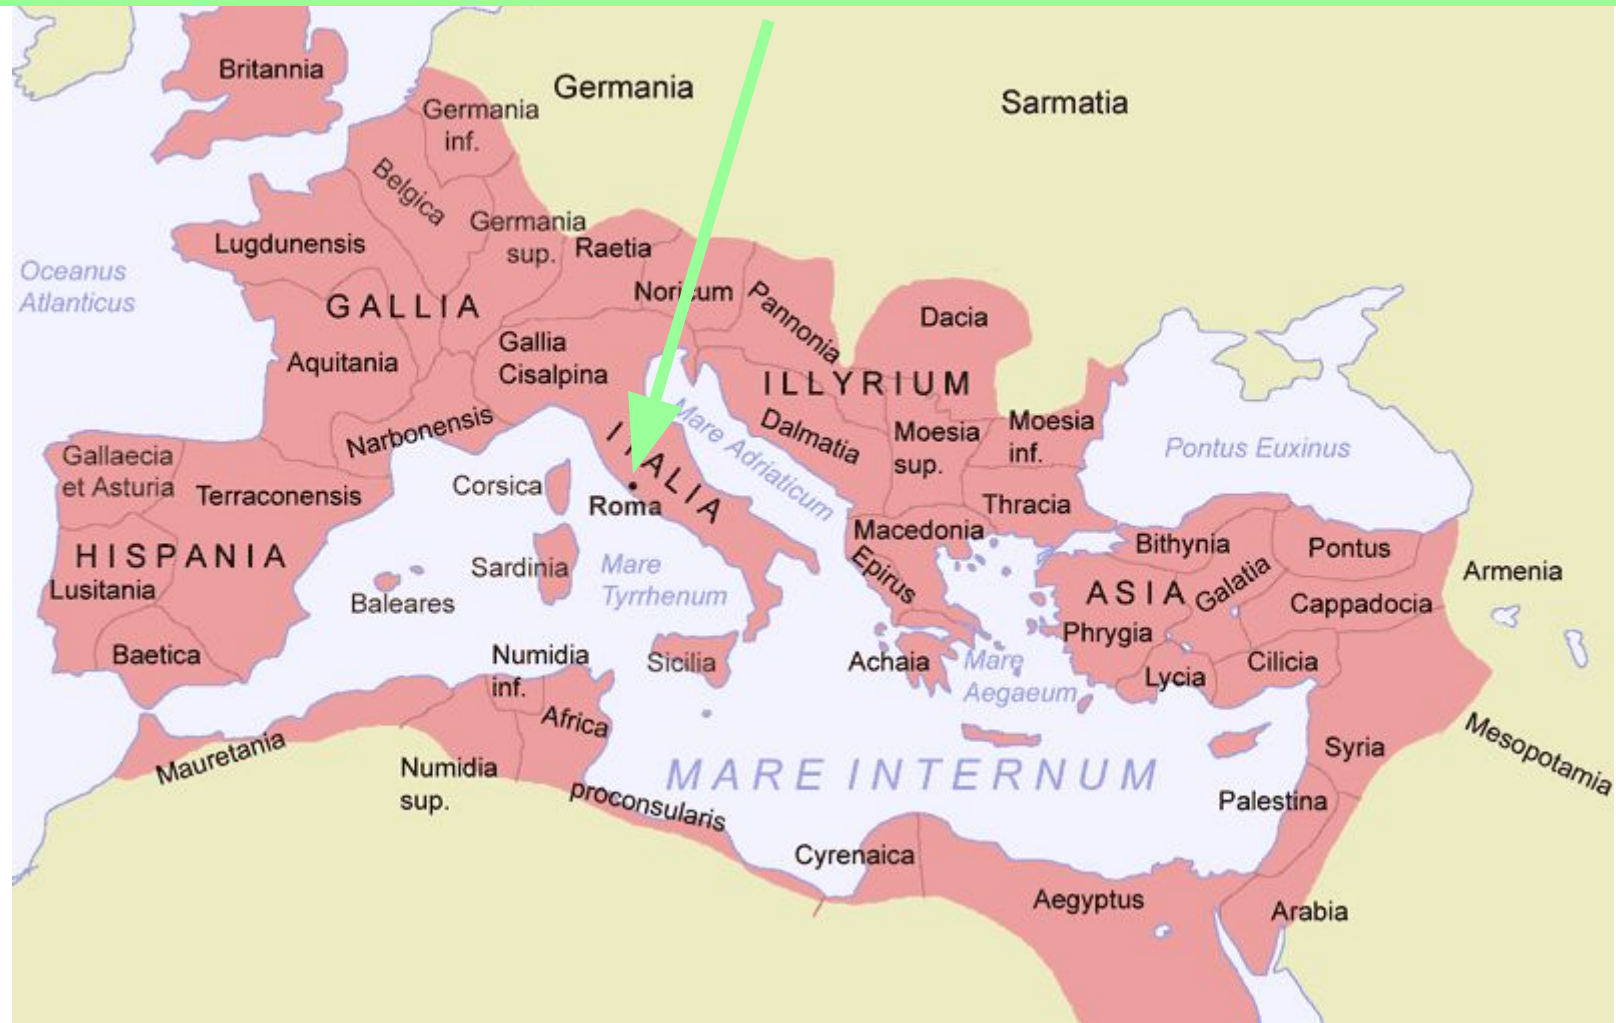 Britannia
Germania
Sarmatia
Germania
inf.
Belgica
Germania
sup.
Lugdunensis
Raetia
Oceanus
Atlanticus
Noricum
Pannonia
GALLIA
Dacia
Gallia
Cisalpina
Aquitania
ILLYRIUM
Narbonensis
ITALIA
Mare Adriaticum
Dalmatia
Moesia
sup.
Moesia
inf.
Pontus Euxinus
Gallaecia
et Asturia
Terraconensis
Corsica
Roma
Thracia
Macedonia
Epirus
HISPANIA
Lusitania
Baetica
Baleares
Sardinia
Mare
Tyrrhenum
Bithynia
Pontus
Armenia
ASIA
Galatia
Cappadocia
Phrygia
Lycia
Cilicia
Numidia
inf.
Sicilia
Achaia
Mare
Aegaeum
Africa
Mauretania
Numidia
sup.
proconsularis
MARE INTERNUM
Syria
Mesopotamia
Palestina
Cyrenaica
Aegyptus
Arabia